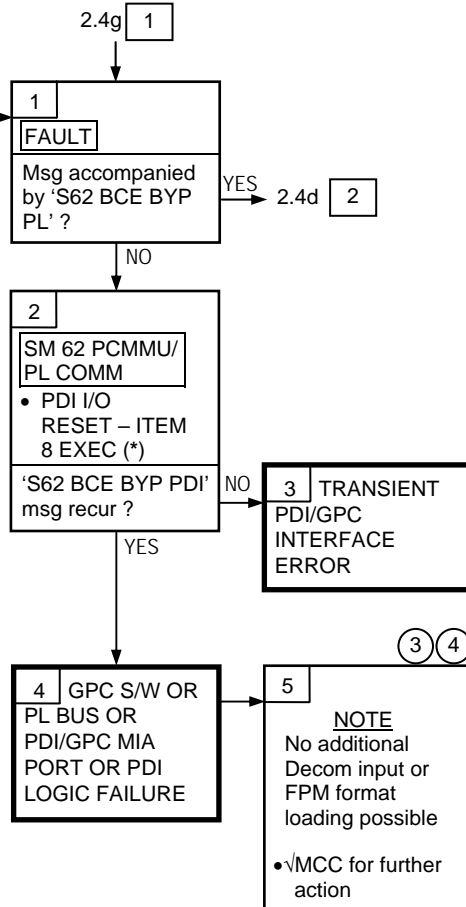 2.4g 1
1
FAULT
Msg accompanied
by ‘S62 BCE BYP
PL’ ?
YES
2.4d 2
NO
2
SM 62 PCMMU/
PL COMM
• PDI I/O
RESET – ITEM
8 EXEC (*)
‘S62 BCE BYP PDI’
msg recur ?
NO
YES
3 TRANSIENT
PDI/GPC
INTERFACE
ERROR
4 GPC S/W OR
PL BUS OR
PDI/GPC MIA
PORT OR PDI
LOGIC FAILURE
3 4
5
NOTE
No additional
Decom input or
FPM format
loading possible
•√MCC for further
action